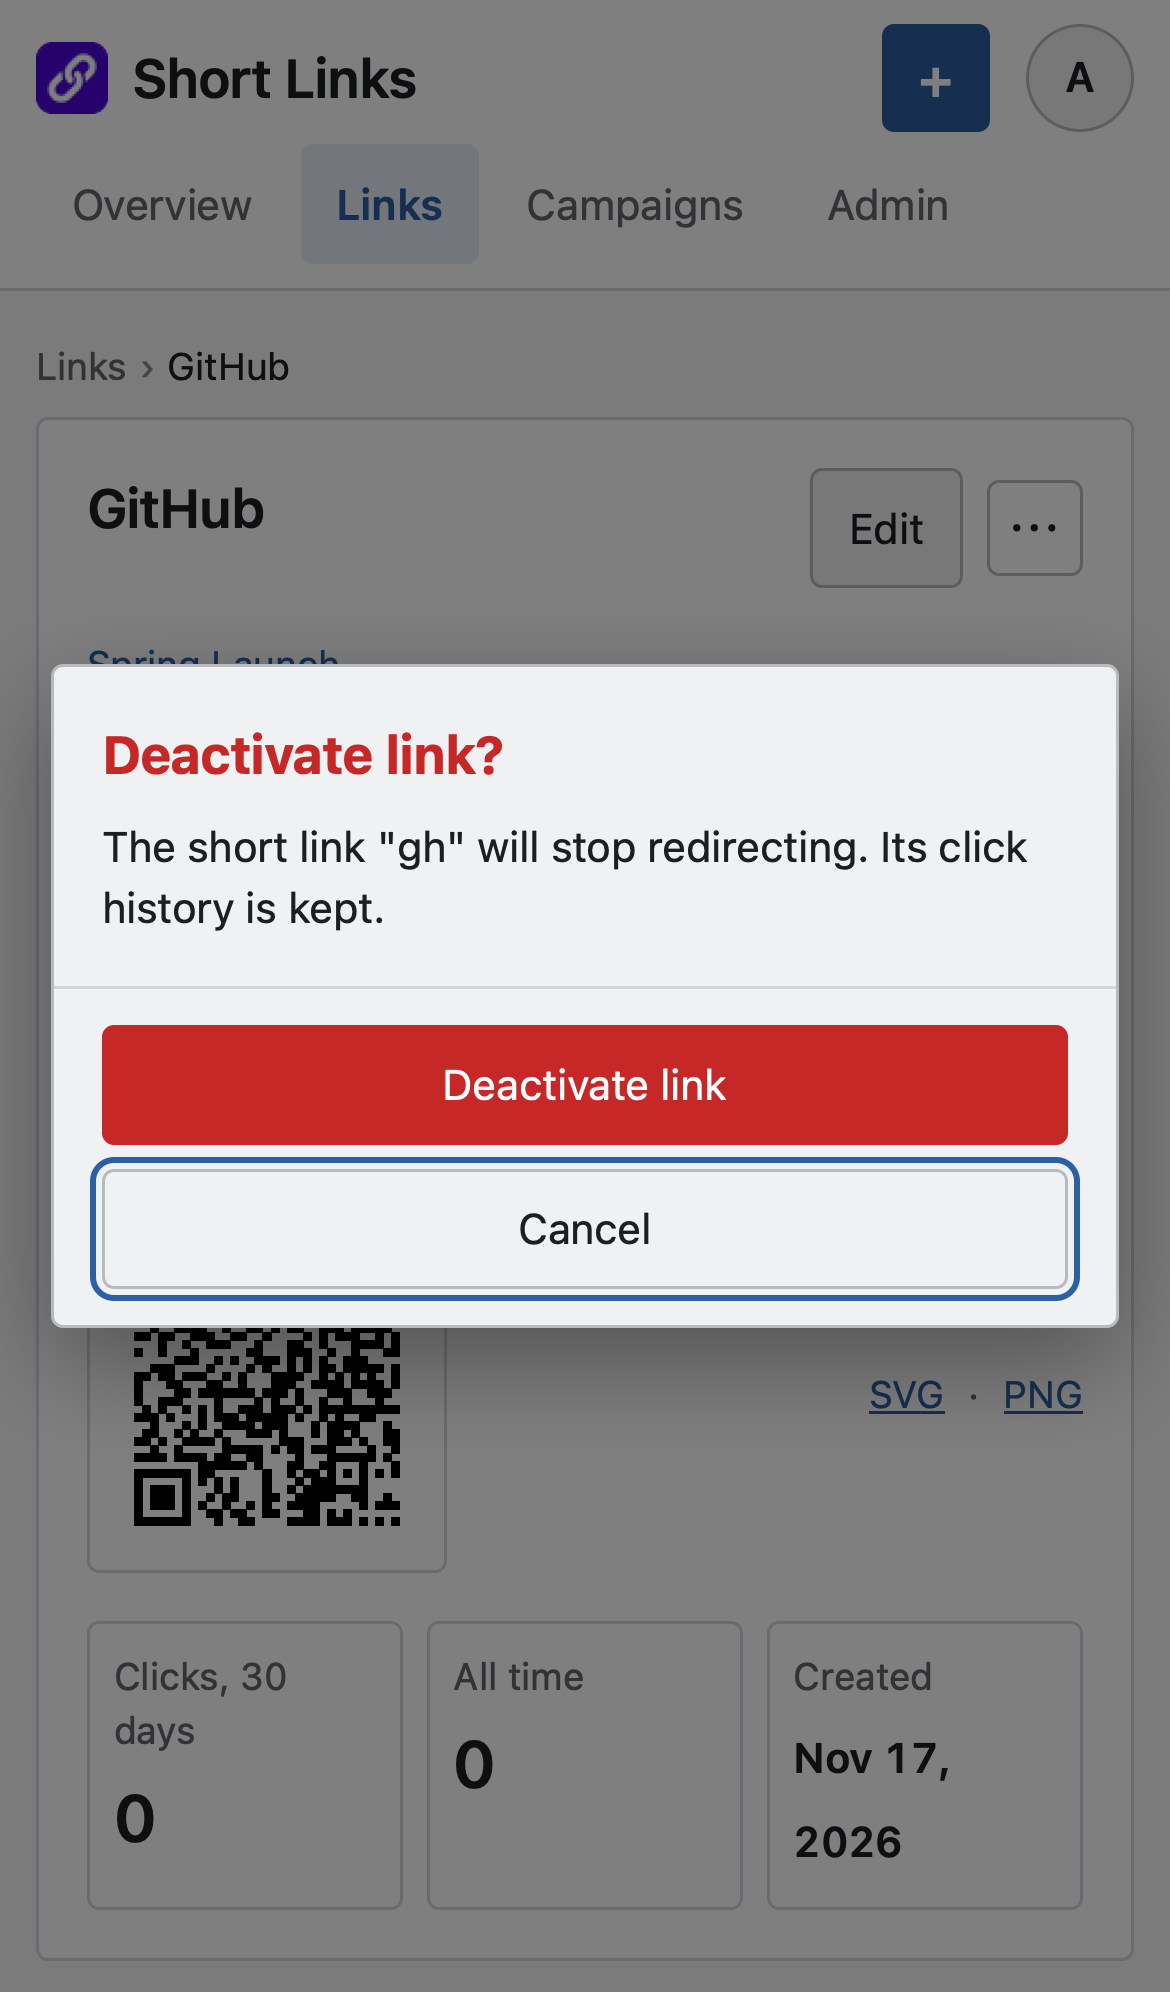 Short Links
+
A
Overview
Links
Campaigns
Admin
Links › GitHub
GitHub
Edit
...
Spring Launch
Deactivate link?
The short link "gh" will stop redirecting. Its click
history is kept.
Deactivate link
Cancel
SVG · PNG
Clicks, 30
days
0
All time
0
Created
Nov 17,
2026